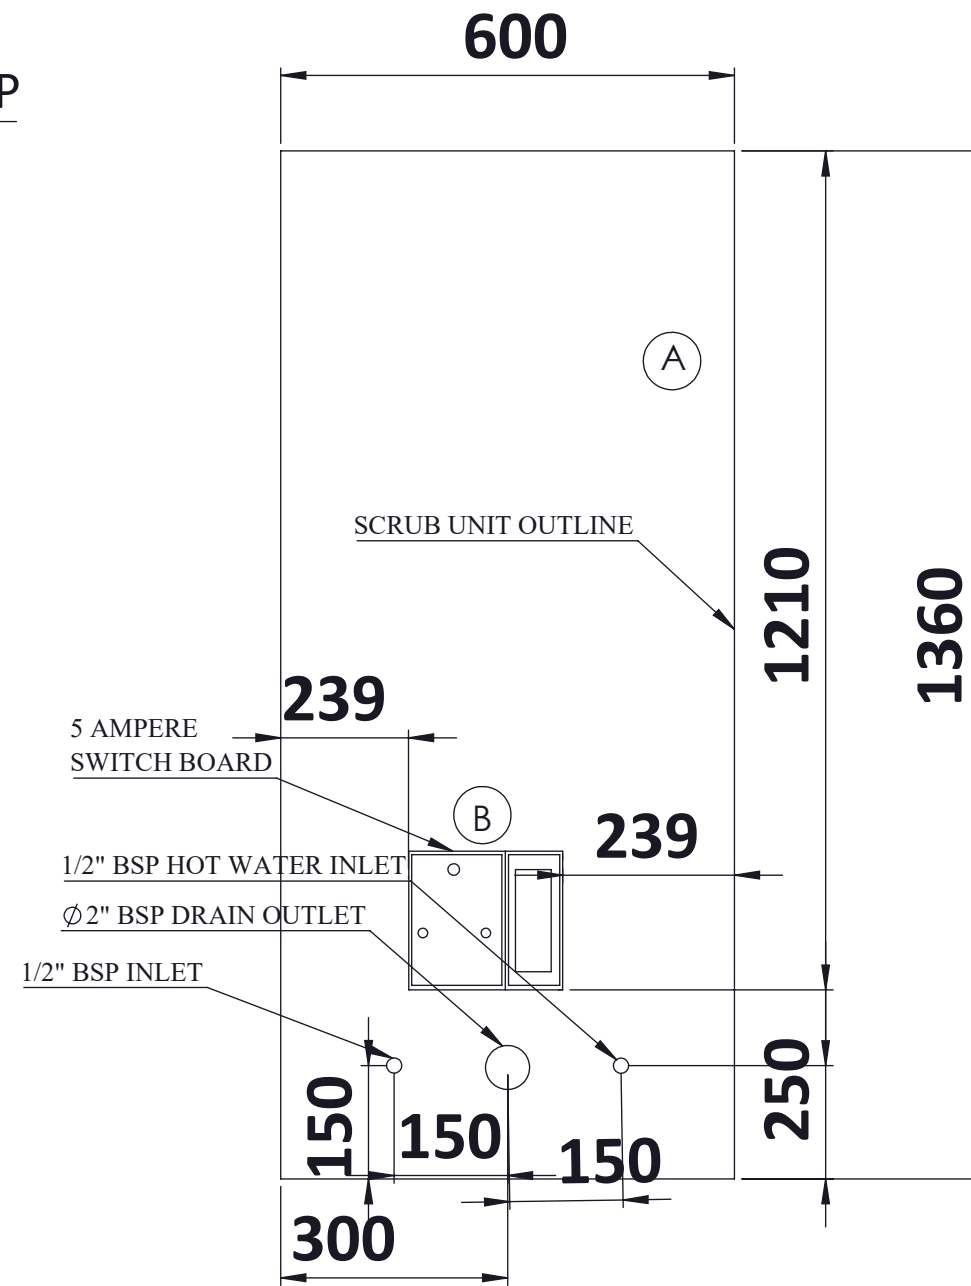 600
P
A
SCRUB UNIT OUTLINE
1210
1360
239
5 AMPERE
SWITCH BOARD
B
239
1/2" BSP HOT WATER INLET
∅2" BSP DRAIN OUTLET
1/2" BSP INLET
250
150
150
150
300